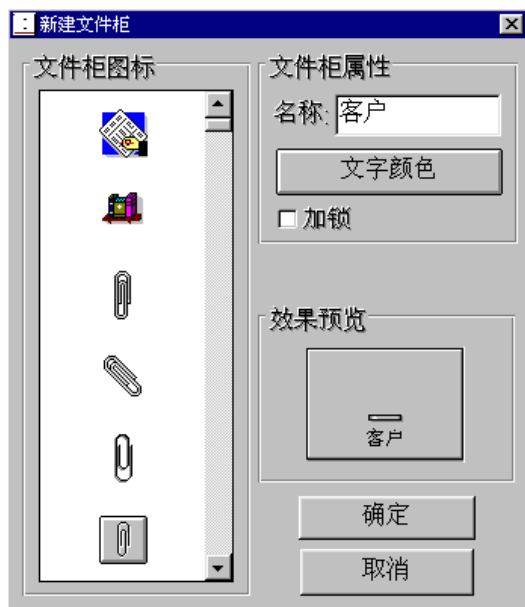 新建文件柜
文件柜图标
文件柜属性
名称: 客户
文字颜色
加锁
效果预览
客户
确定
取消